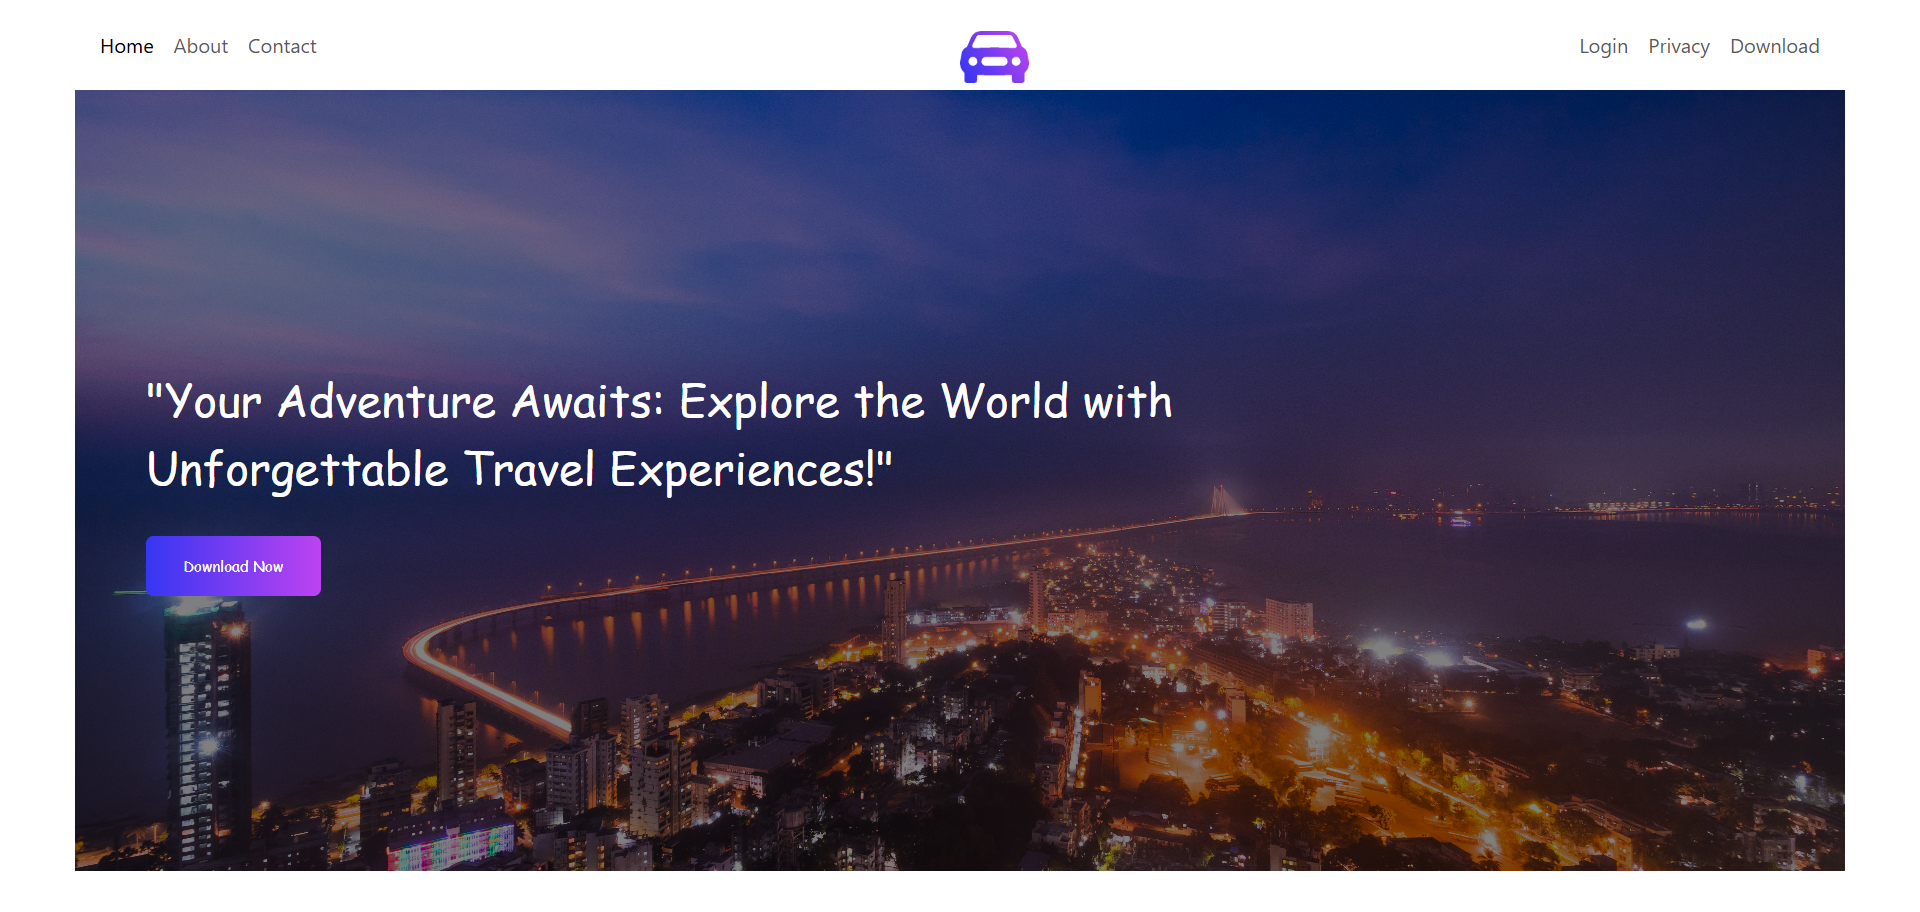 Home About Contact Login Privacy Download
"Your Adventure Awaits: Explore the World with
Unforgettable Travel Experiences!"
Download Now